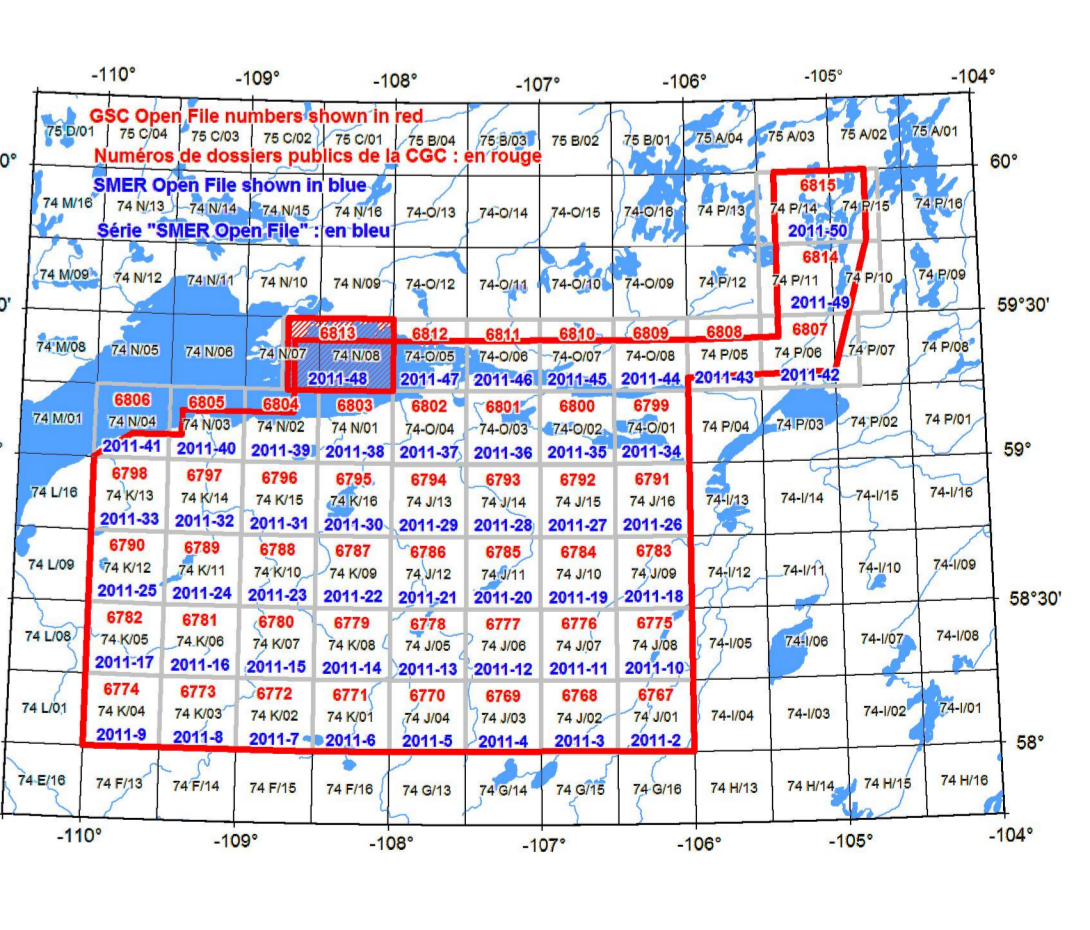 -110° -109° -108° -107° -106° -105° -104°
GSC Open File numbers shown in red
75 D/01 75 C/04 75 C/03 75 C/02 75 C/01 75 B/04 75 B/03 75 B/02 75 B/01 75 A/04 75 A/03 75 A/02 75 A/01
Numéros de dossiers publics de la CGC : en rouge
0° 60°
SMER Open File shown in blue
6815
74 M/16 74 N/13 74 N/14 74 N/15 74 N/16 74-O/13 74-O/14 74-O/15 74-O/16 74 P/13 74 P/14 74 P/15 74 P/16
Série "SMER Open File" : en bleu
2011-50
6814
74 M/09 74 N/12 74 N/11 74 N/10 74 N/09 74-O/12 74-O/11 74-O/10 74-O/09 74 P/12 74 P/11 74 P/10 74 P/09
2011-49
0' 59°30'
6813 6812 6811 6810 6809 6808 6807
74 M/08 74 N/05 74 N/06 74 N/07 74 N/08 74-O/05 74-O/06 74-O/07 74-O/08 74 P/05 74 P/06 74 P/07 74 P/08
2011-48 2011-47 2011-46 2011-45 2011-44 2011-43 2011-42
6806 6805 6804 6803 6802 6801 6800 6799
74 M/01 74 N/04 74 N/03 74 N/02 74 N/01 74-O/04 74-O/03 74-O/02 74-O/01 74 P/04 74 P/03 74 P/02 74 P/01
2011-41 2011-40 2011-39 2011-38 2011-37 2011-36 2011-35 2011-34
° 59°
6798 6797 6796 6795 6794 6793 6792 6791
74 L/16 74 K/13 74 K/14 74 K/15 74 K/16 74 J/13 74 J/14 74 J/15 74 J/16 74-I/13 74-I/14 74-I/15 74-I/16
2011-33 2011-32 2011-31 2011-30 2011-29 2011-28 2011-27 2011-26
6790 6789 6788 6787 6786 6785 6784 6783
74 L/09 74 K/12 74 K/11 74 K/10 74 K/09 74 J/12 74 J/11 74 J/10 74 J/09 74-I/12 74-I/11 74-I/10 74-I/09
2011-25 2011-24 2011-23 2011-22 2011-21 2011-20 2011-19 2011-18
58°30'
6782 6781 6780 6779 6778 6777 6776 6775
74 L/08 74 K/05 74 K/06 74 K/07 74 K/08 74 J/05 74 J/06 74 J/07 74 J/08 74-I/05 74-I/06 74-I/07 74-I/08
2011-17 2011-16 2011-15 2011-14 2011-13 2011-12 2011-11 2011-10
6774 6773 6772 6771 6770 6769 6768 6767
74 L/01 74 K/04 74 K/03 74 K/02 74 K/01 74 J/04 74 J/03 74 J/02 74 J/01 74-I/04 74-I/03 74-I/02 74-I/01
2011-9 2011-8 2011-7 2011-6 2011-5 2011-4 2011-3 2011-2
58°
74 E/16 74 F/13 74 F/14 74 F/15 74 F/16 74 G/13 74 G/14 74 G/15 74 G/16 74 H/13 74 H/14 74 H/15 74 H/16
-110° -109° -108° -107° -106° -105° -104°